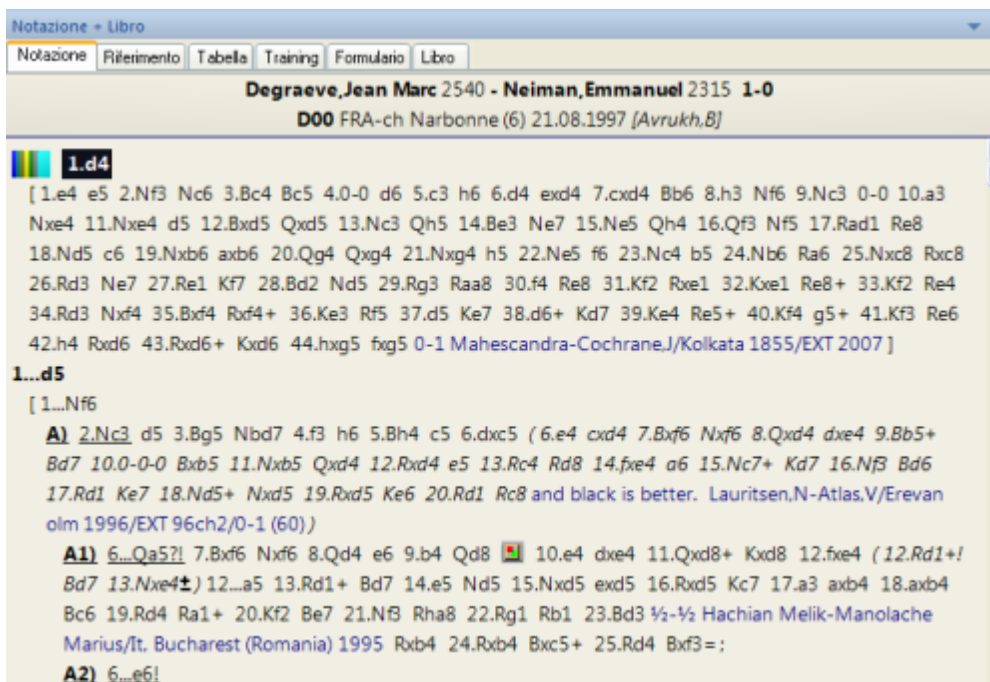 Notazione + Libro
Notazione Riferimento Tabella Training Formulario Libro
Degraeve,Jean Marc 2540 - Neiman,Emmanuel 2315 1-0
D00 FRA-ch Narbonne (6) 21.08.1997 [Avrukh,B]
1.d4
[ 1.e4 e5 2.Nf3 Nc6 3.Bc4 Bc5 4.0-0 d6 5.c3 h6 6.d4 exd4 7.cxd4 Bb6 8.h3 Nf6 9.Nc3 0-0 10.a3
Nxe4 11.Nxe4 d5 12.Bxd5 Qxd5 13.Nc3 Qh5 14.Be3 Ne7 15.Ne5 Qh4 16.Qf3 Nf5 17.Rad1 Re8
18.Nd5 c6 19.Nxb6 axb6 20.Qg4 Qxg4 21.Nxg4 h5 22.Ne5 f6 23.Nc4 b5 24.Nb6 Ra6 25.Nxc8 Rxc8
26.Rd3 Ne7 27.Re1 Kf7 28.Bd2 Nd5 29.Rg3 Raa8 30.f4 Re8 31.Kf2 Rxe1 32.Kxe1 Re8+ 33.Kf2 Re4
34.Rd3 Nxf4 35.Bxf4 Rxf4+ 36.Ke3 Rf5 37.d5 Ke7 38.d6+ Kd7 39.Ke4 Re5+ 40.Kf4 g5+ 41.Kf3 Re6
42.h4 Rxd6 43.Rxd6+ Kxd6 44.hxg5 fxg5 0-1 Mahescandra-Cochrane,J/Kolkata 1855/EXT 2007 ]
1...d5
[ 1...Nf6
A) 2.Nc3 d5 3.Bg5 Nbd7 4.f3 h6 5.Bh4 c5 6.dxc5 ( 6.e4 cxd4 7.Bxf6 Nxf6 8.Qxd4 dxe4 9.Bb5+
Bd7 10.0-0-0 Bxb5 11.Nxb5 Qxd4 12.Rxd4 e5 13.Rc4 Rd8 14.fxe4 a6 15.Nc7+ Kd7 16.Nf3 Bd6
17.Rd1 Ke7 18.Nd5+ Nxd5 19.Rxd5 Ke6 20.Rd1 Rc8 and black is better. Lauritsen,N-Atlas,V/Erevan
olm 1996/EXT 96ch2/0-1 (60) )
A1) 6...Qa5?! 7.Bxf6 Nxf6 8.Qd4 e6 9.b4 Qd8 10.e4 dxe4 11.Qxd8+ Kxd8 12.fxe4 ( 12.Rd1+!
Bd7 13.Nxe4± ) 12...a5 13.Rd1+ Bd7 14.e5 Nd5 15.Nxd5 exd5 16.Rxd5 Kc7 17.a3 axb4 18.axb4
Bc6 19.Rd4 Ra1+ 20.Kf2 Be7 21.Nf3 Rha8 22.Rg1 Rb1 23.Bd3 ½-½ Hachian Melik-Manolache
Marius/It. Bucharest (Romania) 1995 Rxb4 24.Rxb4 Bxc5+ 25.Rd4 Bxf3=;
A2) 6...e6!